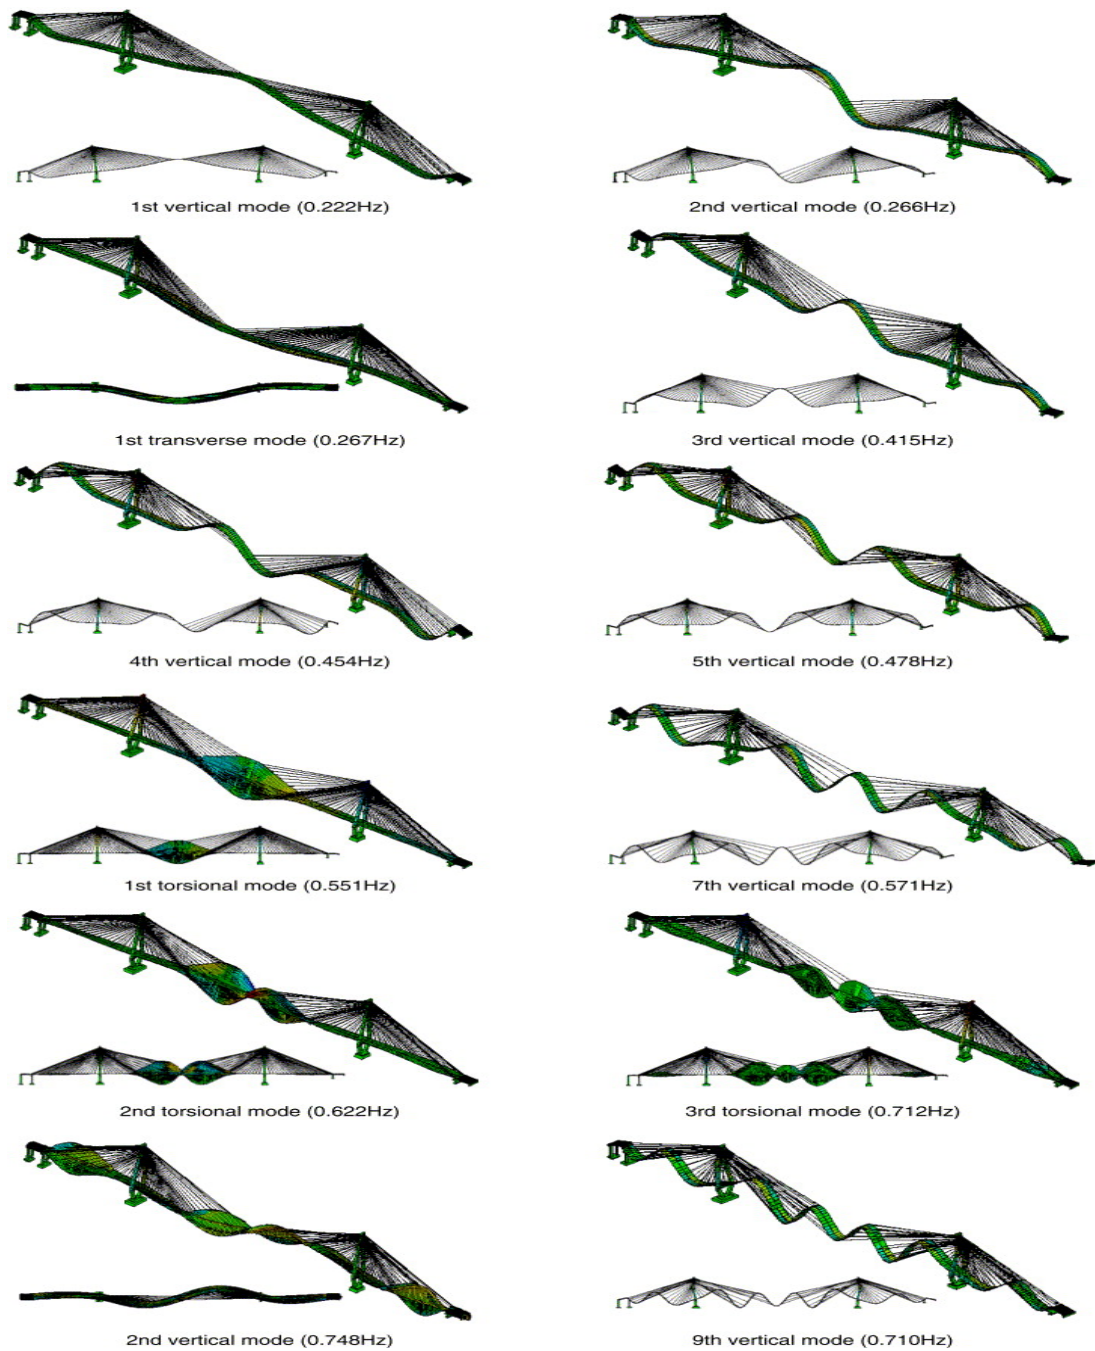 1st vertical mode (0.222Hz)
2nd vertical mode (0.266Hz)
1st transverse mode (0.267Hz)
3rd vertical mode (0.415Hz)
4th vertical mode (0.454Hz)
5th vertical mode (0.478Hz)
1st torsional mode (0.551Hz)
7th vertical mode (0.571Hz)
2nd torsional mode (0.622Hz)
3rd torsional mode (0.712Hz)
2nd vertical mode (0.748Hz)
9th vertical mode (0.710Hz)